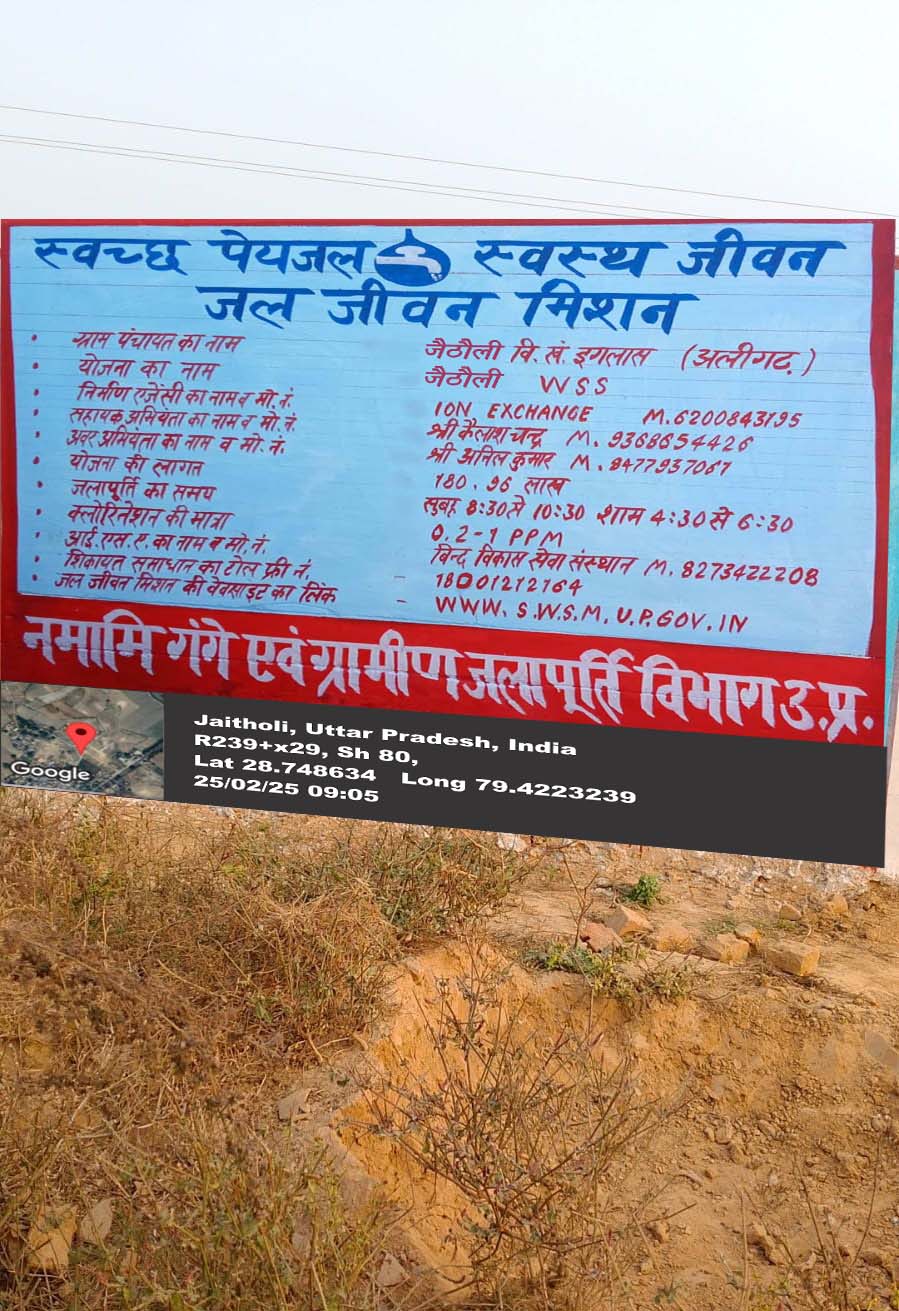 स्वच्छ पेयजल स्वस्थ जीवन
जल जीवन मिशन
• ग्राम पंचायत का नाम जैठौली वि. खं. इगलास (अलीगढ़)
• योजना का नाम जैठौली WSS
• निर्माण एजेंसी का नाम व मो. नं. ION EXCHANGE M. 6200843195
• सहायक अभियंता का नाम व मो. नं. श्री कैलाश चन्द्र M. 9368654426
• अवर अभियंता का नाम व मो. नं. श्री अनिल कुमार M. 8477937067
• योजना की लागत 180.96 लाख
• जलापूर्ति का समय सुबह 8:30 से 10:30 शाम 4:30 से 6:30
• क्लोरिनेशन की मात्रा 0.2-1 PPM
• आई. एस. ए. का नाम व मो. नं. बिन्द विकास सेवा संस्थान M. 8273422208
• शिकायत समाधान का टोल फ्री नं. - 18001212164
• जल जीवन मिशन की वेवसाइट का लिंक - WWW. S.W.S.M. U.P.GOV.IN
नमामि गंगे एवं ग्रामीण जलापूर्ति विभाग उ.प्र.
Google
Jaitholi, Uttar Pradesh, India
R239+x29, Sh 80,
Lat 28.748634 Long 79.4223239
25/02/25 09:05